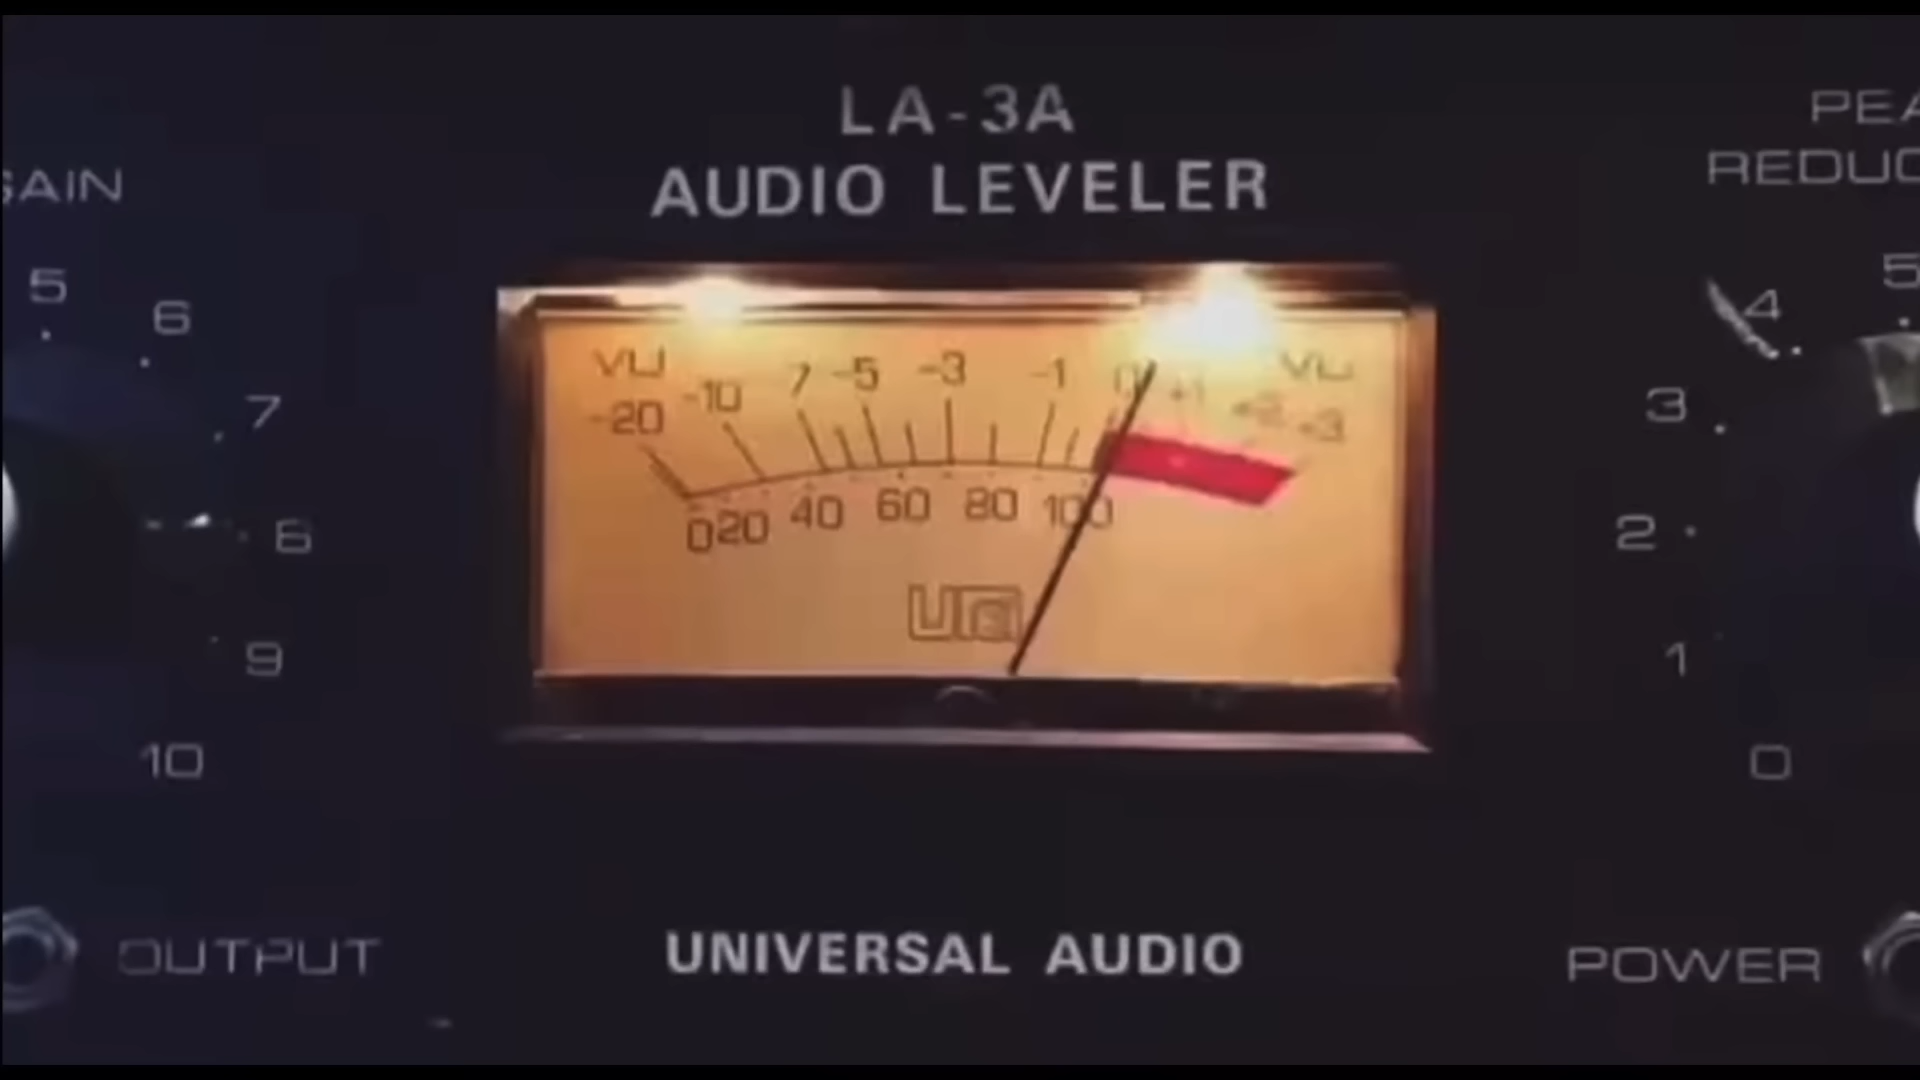 LA-3A
AUDIO LEVELER
GAIN
5
6
7
8
9
10
VU
-20 -10 7 -5 -3 -1 0 +1 +2 +3
VU
0 20 40 60 80 100
UA
PEA
REDUC
5
4
3
2
1
0
OUTPUT
UNIVERSAL AUDIO
POWER